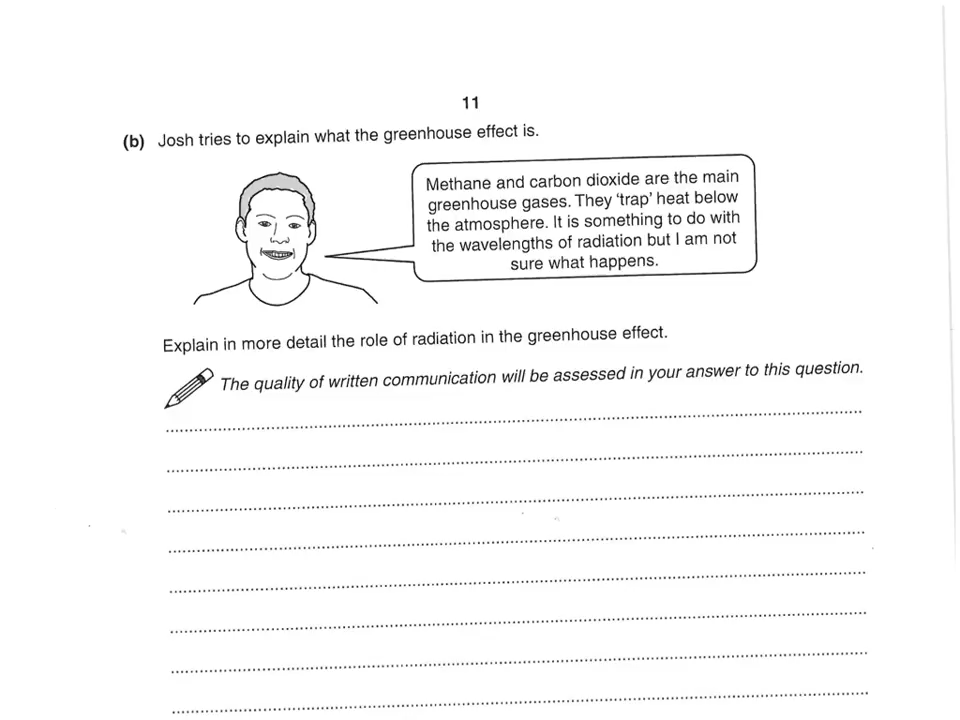 11
(b) Josh tries to explain what the greenhouse effect is.
Methane and carbon dioxide are the main
greenhouse gases. They ‘trap’ heat below
the atmosphere. It is something to do with
the wavelengths of radiation but I am not
sure what happens.
Explain in more detail the role of radiation in the greenhouse effect.
The quality of written communication will be assessed in your answer to this question.